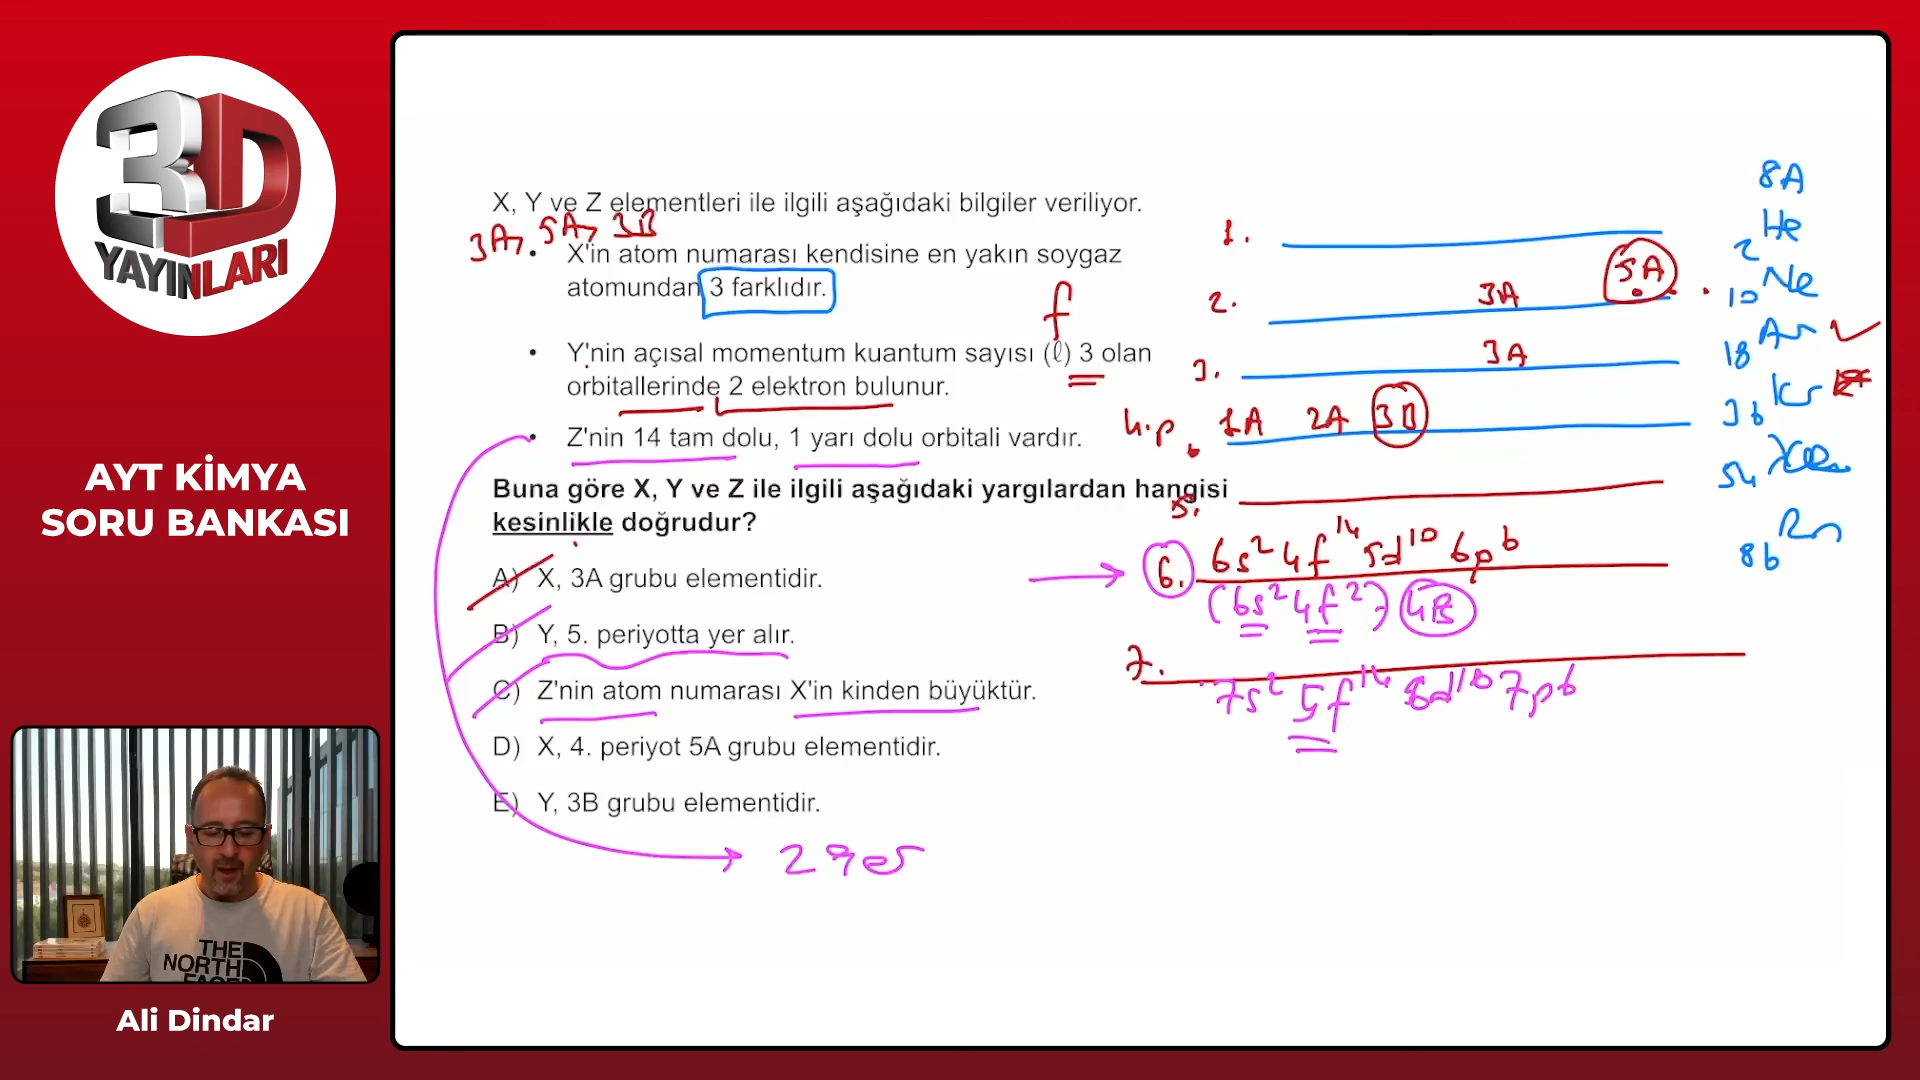 3D
YAYINLARI
AYT KİMYA
SORU BANKASI
THE
NORTH
FACE
Ali Dindar
X, Y ve Z elementleri ile ilgili aşağıdaki bilgiler veriliyor.
3A, 5A, 3B
• X'in atom numarası kendisine en yakın soygaz
atomundan 3 farklıdır.
f
• Y'nin açısal momentum kuantum sayısı (ℓ) 3 olan
orbitallerinde 2 elektron bulunur.
• Z'nin 14 tam dolu, 1 yarı dolu orbitali vardır.
Buna göre X, Y ve Z ile ilgili aşağıdaki yargılardan hangisi
kesinlikle doğrudur?
A) X, 3A grubu elementidir.
B) Y, 5. periyotta yer alır.
C) Z'nin atom numarası X'in kinden büyüktür.
D) X, 4. periyot 5A grubu elementidir.
E) Y, 3B grubu elementidir.
1.
2. 3A 5A
3. 3A
4.p 1A 2A 3B
5.
6. 6s² 4f¹⁴ 5d¹⁰ 6p⁶
(6s² 4f²) 4B
7.
7s² 5f¹⁴ 6d¹⁰ 7p⁶
8A
2 He
10 Ne
18 Ar
36 Kr
54 Xe
86 Rn